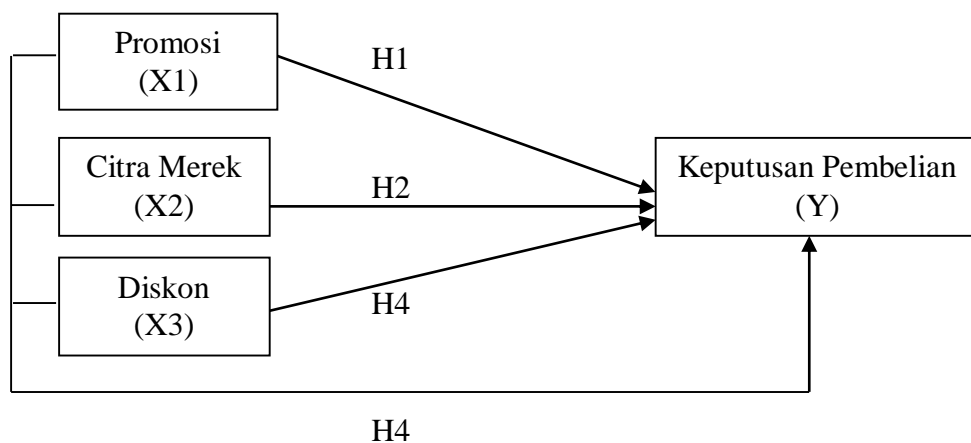 Promosi
(X1)
H1
Citra Merek
(X2)
H2
Keputusan Pembelian
(Y)
Diskon
(X3)
H4
H4